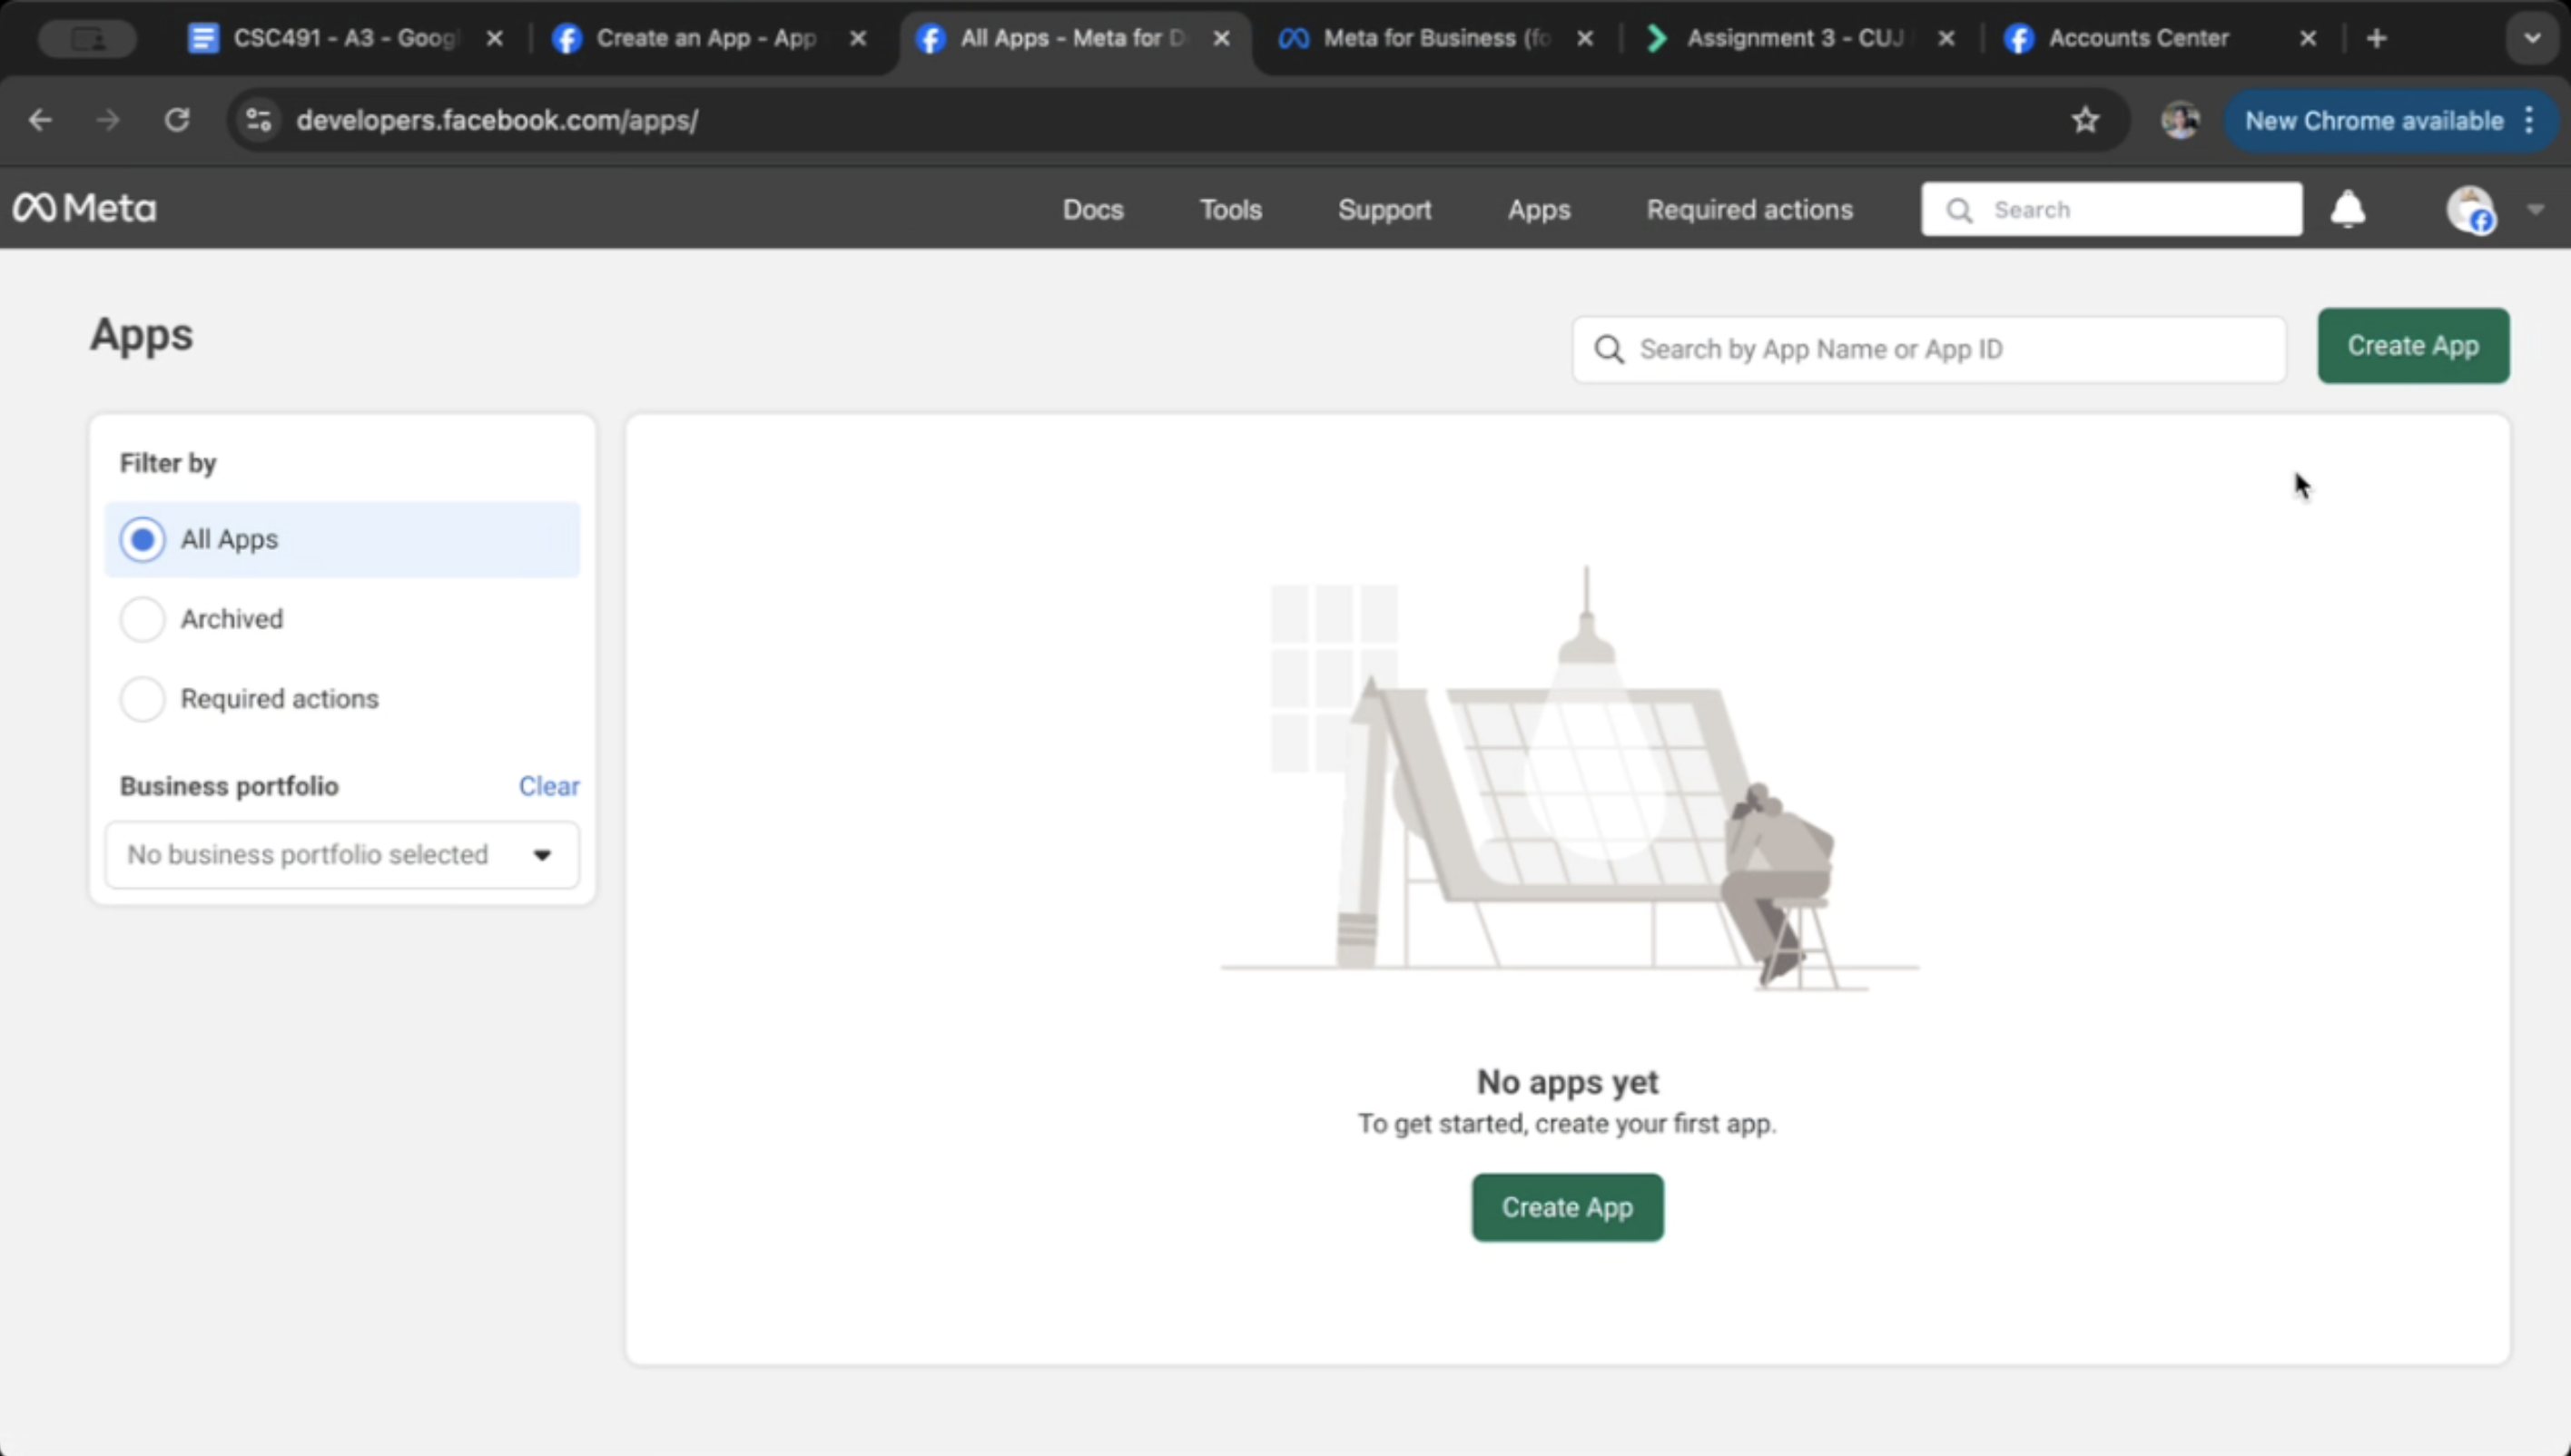 CSC491 - A3 - Goog
Create an App - App
All Apps - Meta for D
Meta for Business (fo
Assignment 3 - CUJ
Accounts Center
developers.facebook.com/apps/
New Chrome available
Meta
Docs
Tools
Support
Apps
Required actions
Search
Apps
Search by App Name or App ID
Create App
Filter by
All Apps
Archived
Required actions
Business portfolio
Clear
No business portfolio selected
No apps yet
To get started, create your first app.
Create App